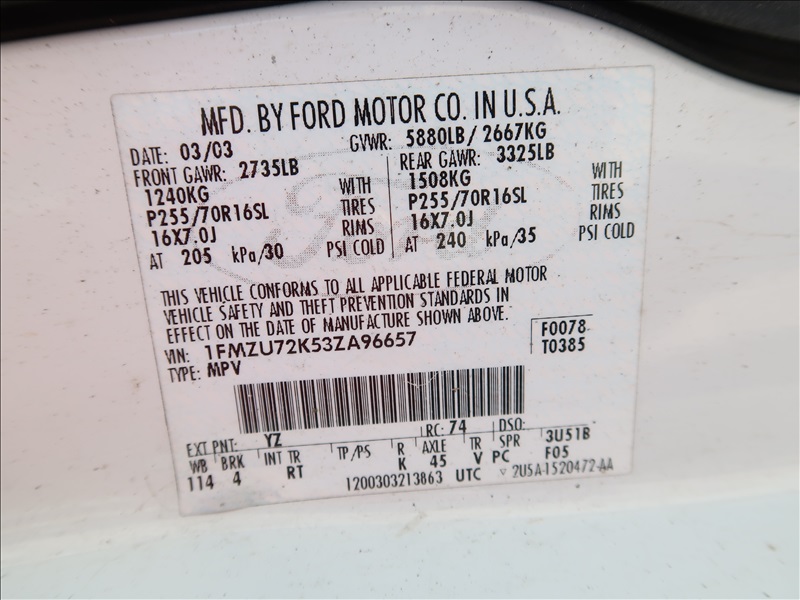 MFD. BY FORD MOTOR CO. IN U.S.A.
DATE: 03/03 GVWR: 5880LB / 2667KG
FRONT GAWR: 2735LB REAR GAWR: 3325LB
1240KG WITH 1508KG WITH
P255/70R16SL TIRES P255/70R16SL TIRES
16X7.0J RIMS 16X7.0J RIMS
AT 205 kPa/30 PSI COLD AT 240 kPa/35 PSI COLD
THIS VEHICLE CONFORMS TO ALL APPLICABLE FEDERAL MOTOR
VEHICLE SAFETY AND THEFT PREVENTION STANDARDS IN
EFFECT ON THE DATE OF MANUFACTURE SHOWN ABOVE.
VIN: 1FMZU72K53ZA96657 F0078
TYPE: MPV T0385
EXT PNT: YZ RC: 74 DSO:
WB BRK INT TR TP/PS R AXLE TR SPR 3U51B
114 4 RT K 45 V PC F05
1200303213863 UTC 2U5A-1520472-AA
Ford